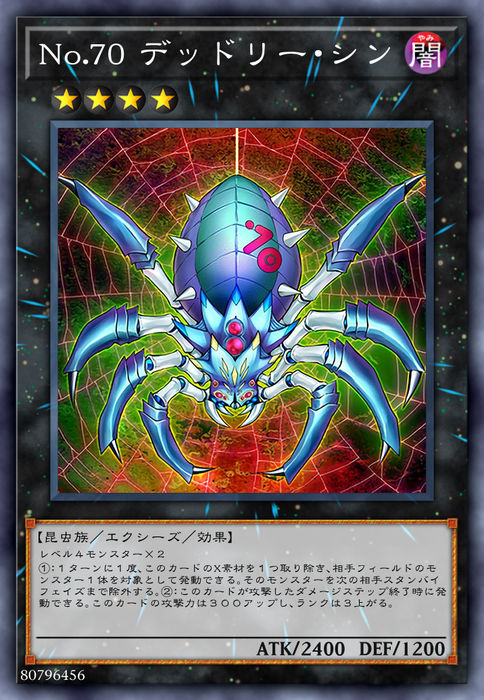 No.70 デッドリー・シン
やみ
闇
70
【昆虫族/エクシーズ/効果】
レベル4モンスター×2
①:1ターンに1度、このカードのX素材を1つ取り除き、相手フィールドのモ
ンスター1体を対象として発動できる。そのモンスターを次の相手スタンバイ
フェイズまで除外する。②:このカードが攻撃したダメージステップ終了時に発
動できる。このカードの攻撃力は300アップし、ランクは3上がる。
ATK/2400 DEF/1200
80796456